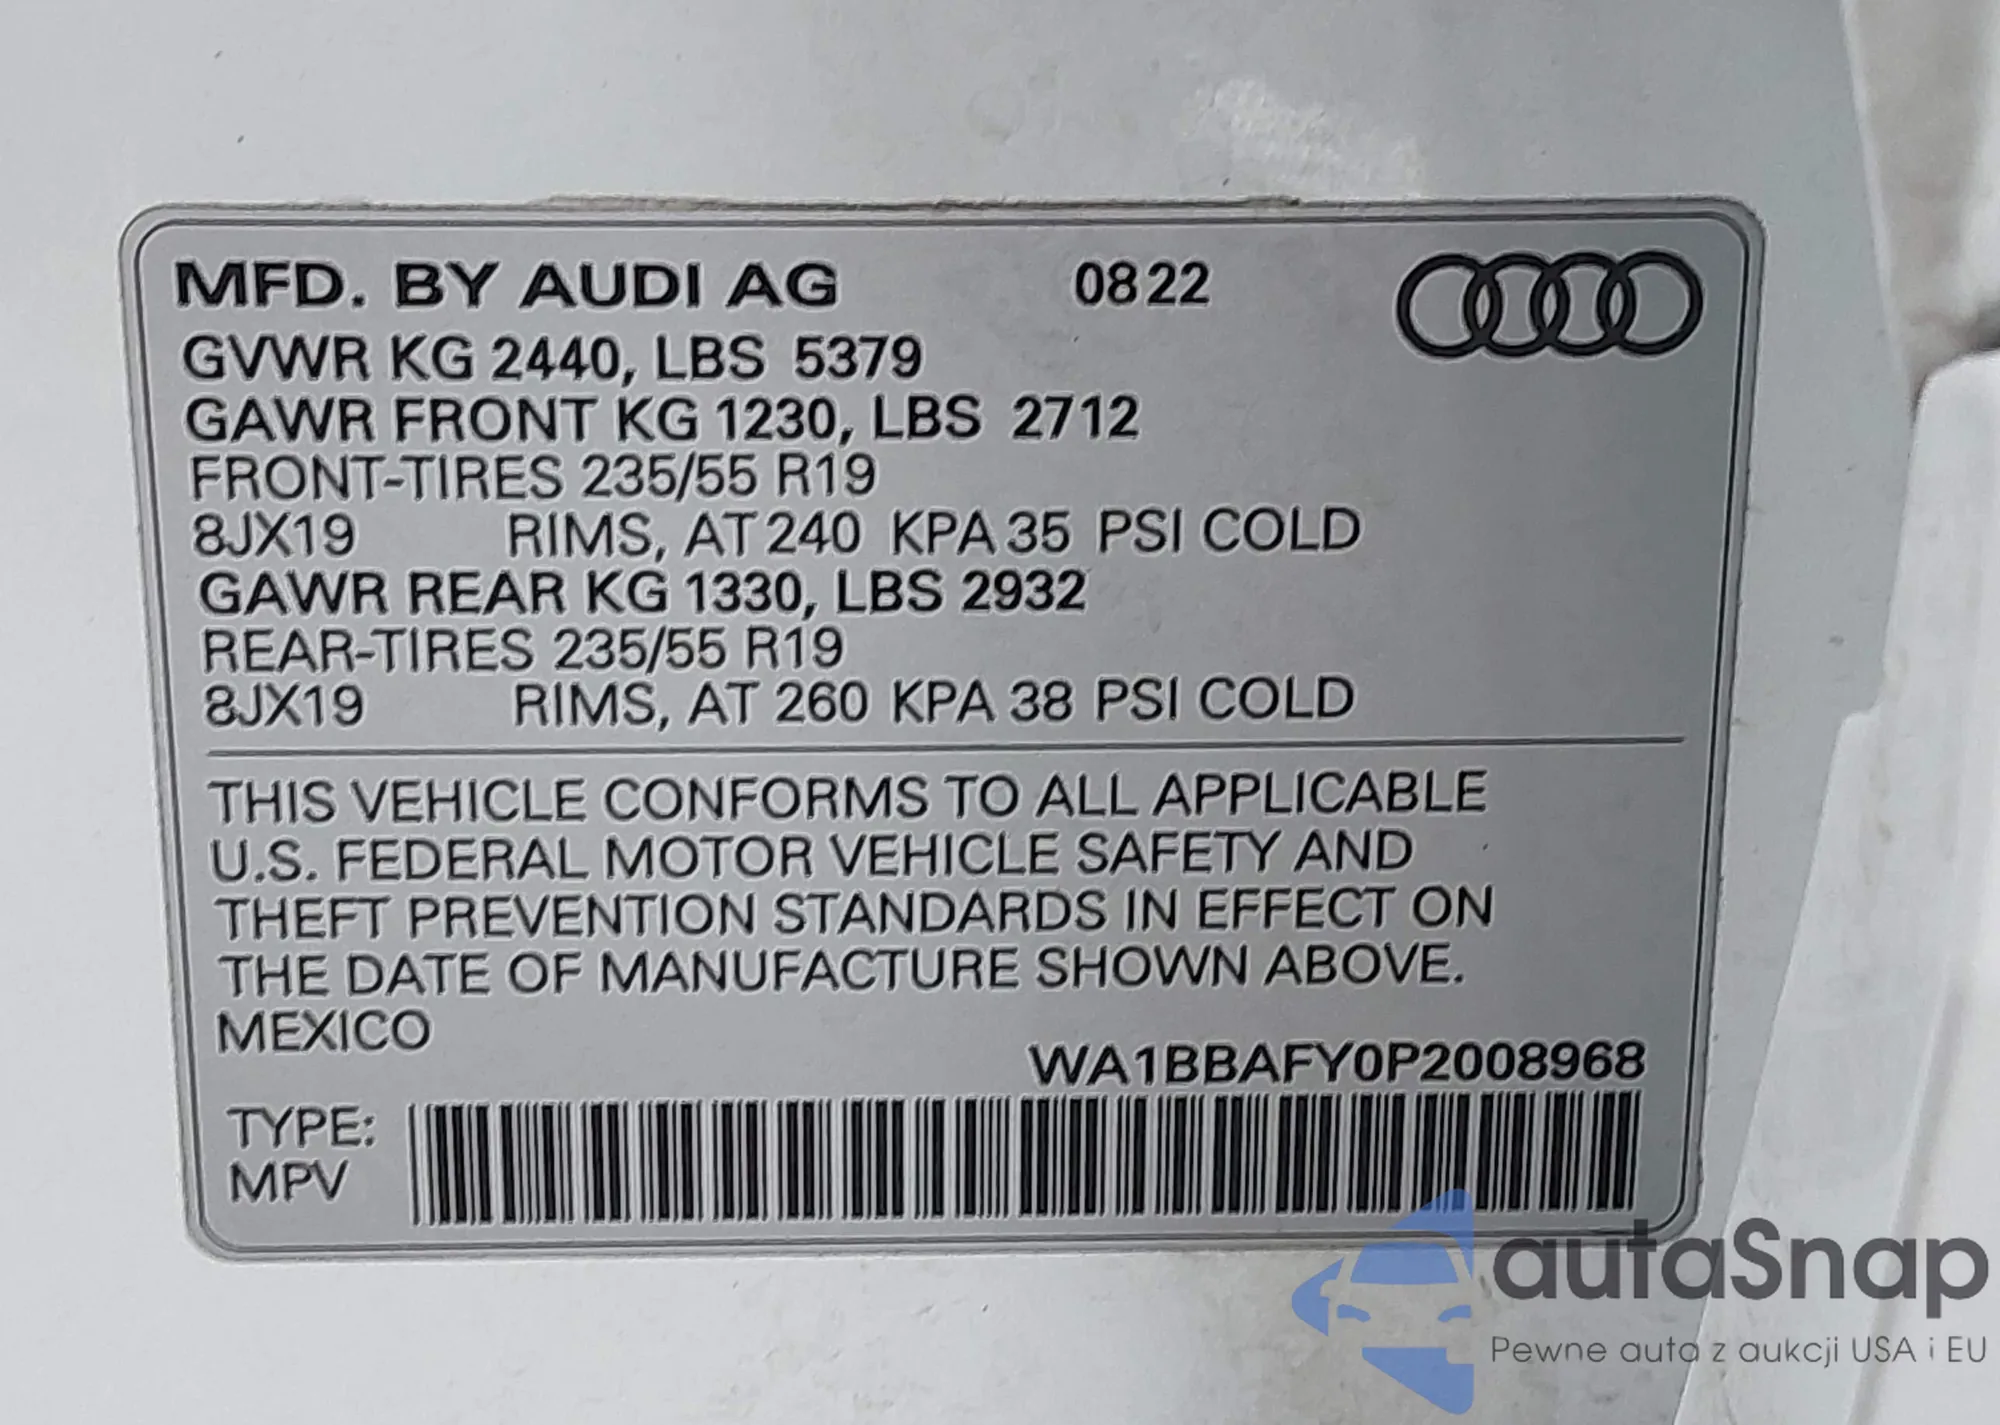 MFD. BY AUDI AG 0822
GVWR KG 2440, LBS 5379
GAWR FRONT KG 1230, LBS 2712
FRONT-TIRES 235/55 R19
8JX19 RIMS, AT 240 KPA 35 PSI COLD
GAWR REAR KG 1330, LBS 2932
REAR-TIRES 235/55 R19
8JX19 RIMS, AT 260 KPA 38 PSI COLD
THIS VEHICLE CONFORMS TO ALL APPLICABLE
U.S. FEDERAL MOTOR VEHICLE SAFETY AND
THEFT PREVENTION STANDARDS IN EFFECT ON
THE DATE OF MANUFACTURE SHOWN ABOVE.
MEXICO
WA1BBAFY0P2008968
TYPE:
MPV
autaSnap
Pewne auta z aukcji USA i EU